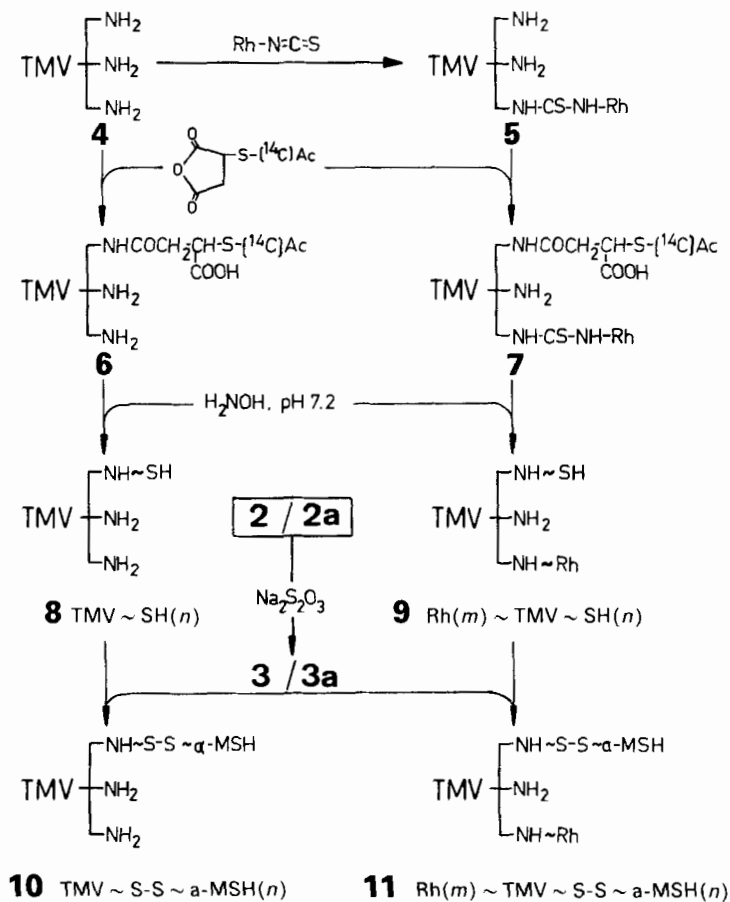 NH₂
TMV NH₂
NH₂
4
Rh-N=C=S
NH₂
TMV NH₂
NH-CS-NH-Rh
5
O
O
O
S-(¹⁴C)Ac
NHCOCH₂CH-S-(¹⁴C)Ac
COOH
TMV NH₂
NH₂
6
NHCOCH₂CH-S-(¹⁴C)Ac
COOH
TMV NH₂
NH-CS-NH-Rh
7
H₂NOH, pH 7.2
NH~SH
TMV NH₂
NH₂
8 TMV ~ SH(n)
2 / 2a
Na₂S₂O₃
3 / 3a
NH~SH
TMV NH₂
NH~Rh
9 Rh(m) ~ TMV ~ SH(n)
NH~S-S~α-MSH
TMV NH₂
NH₂
10 TMV ~ S-S ~ a-MSH(n)
NH~S-S~α-MSH
TMV NH₂
NH~Rh
11 Rh(m) ~ TMV ~ S-S ~ a-MSH(n)